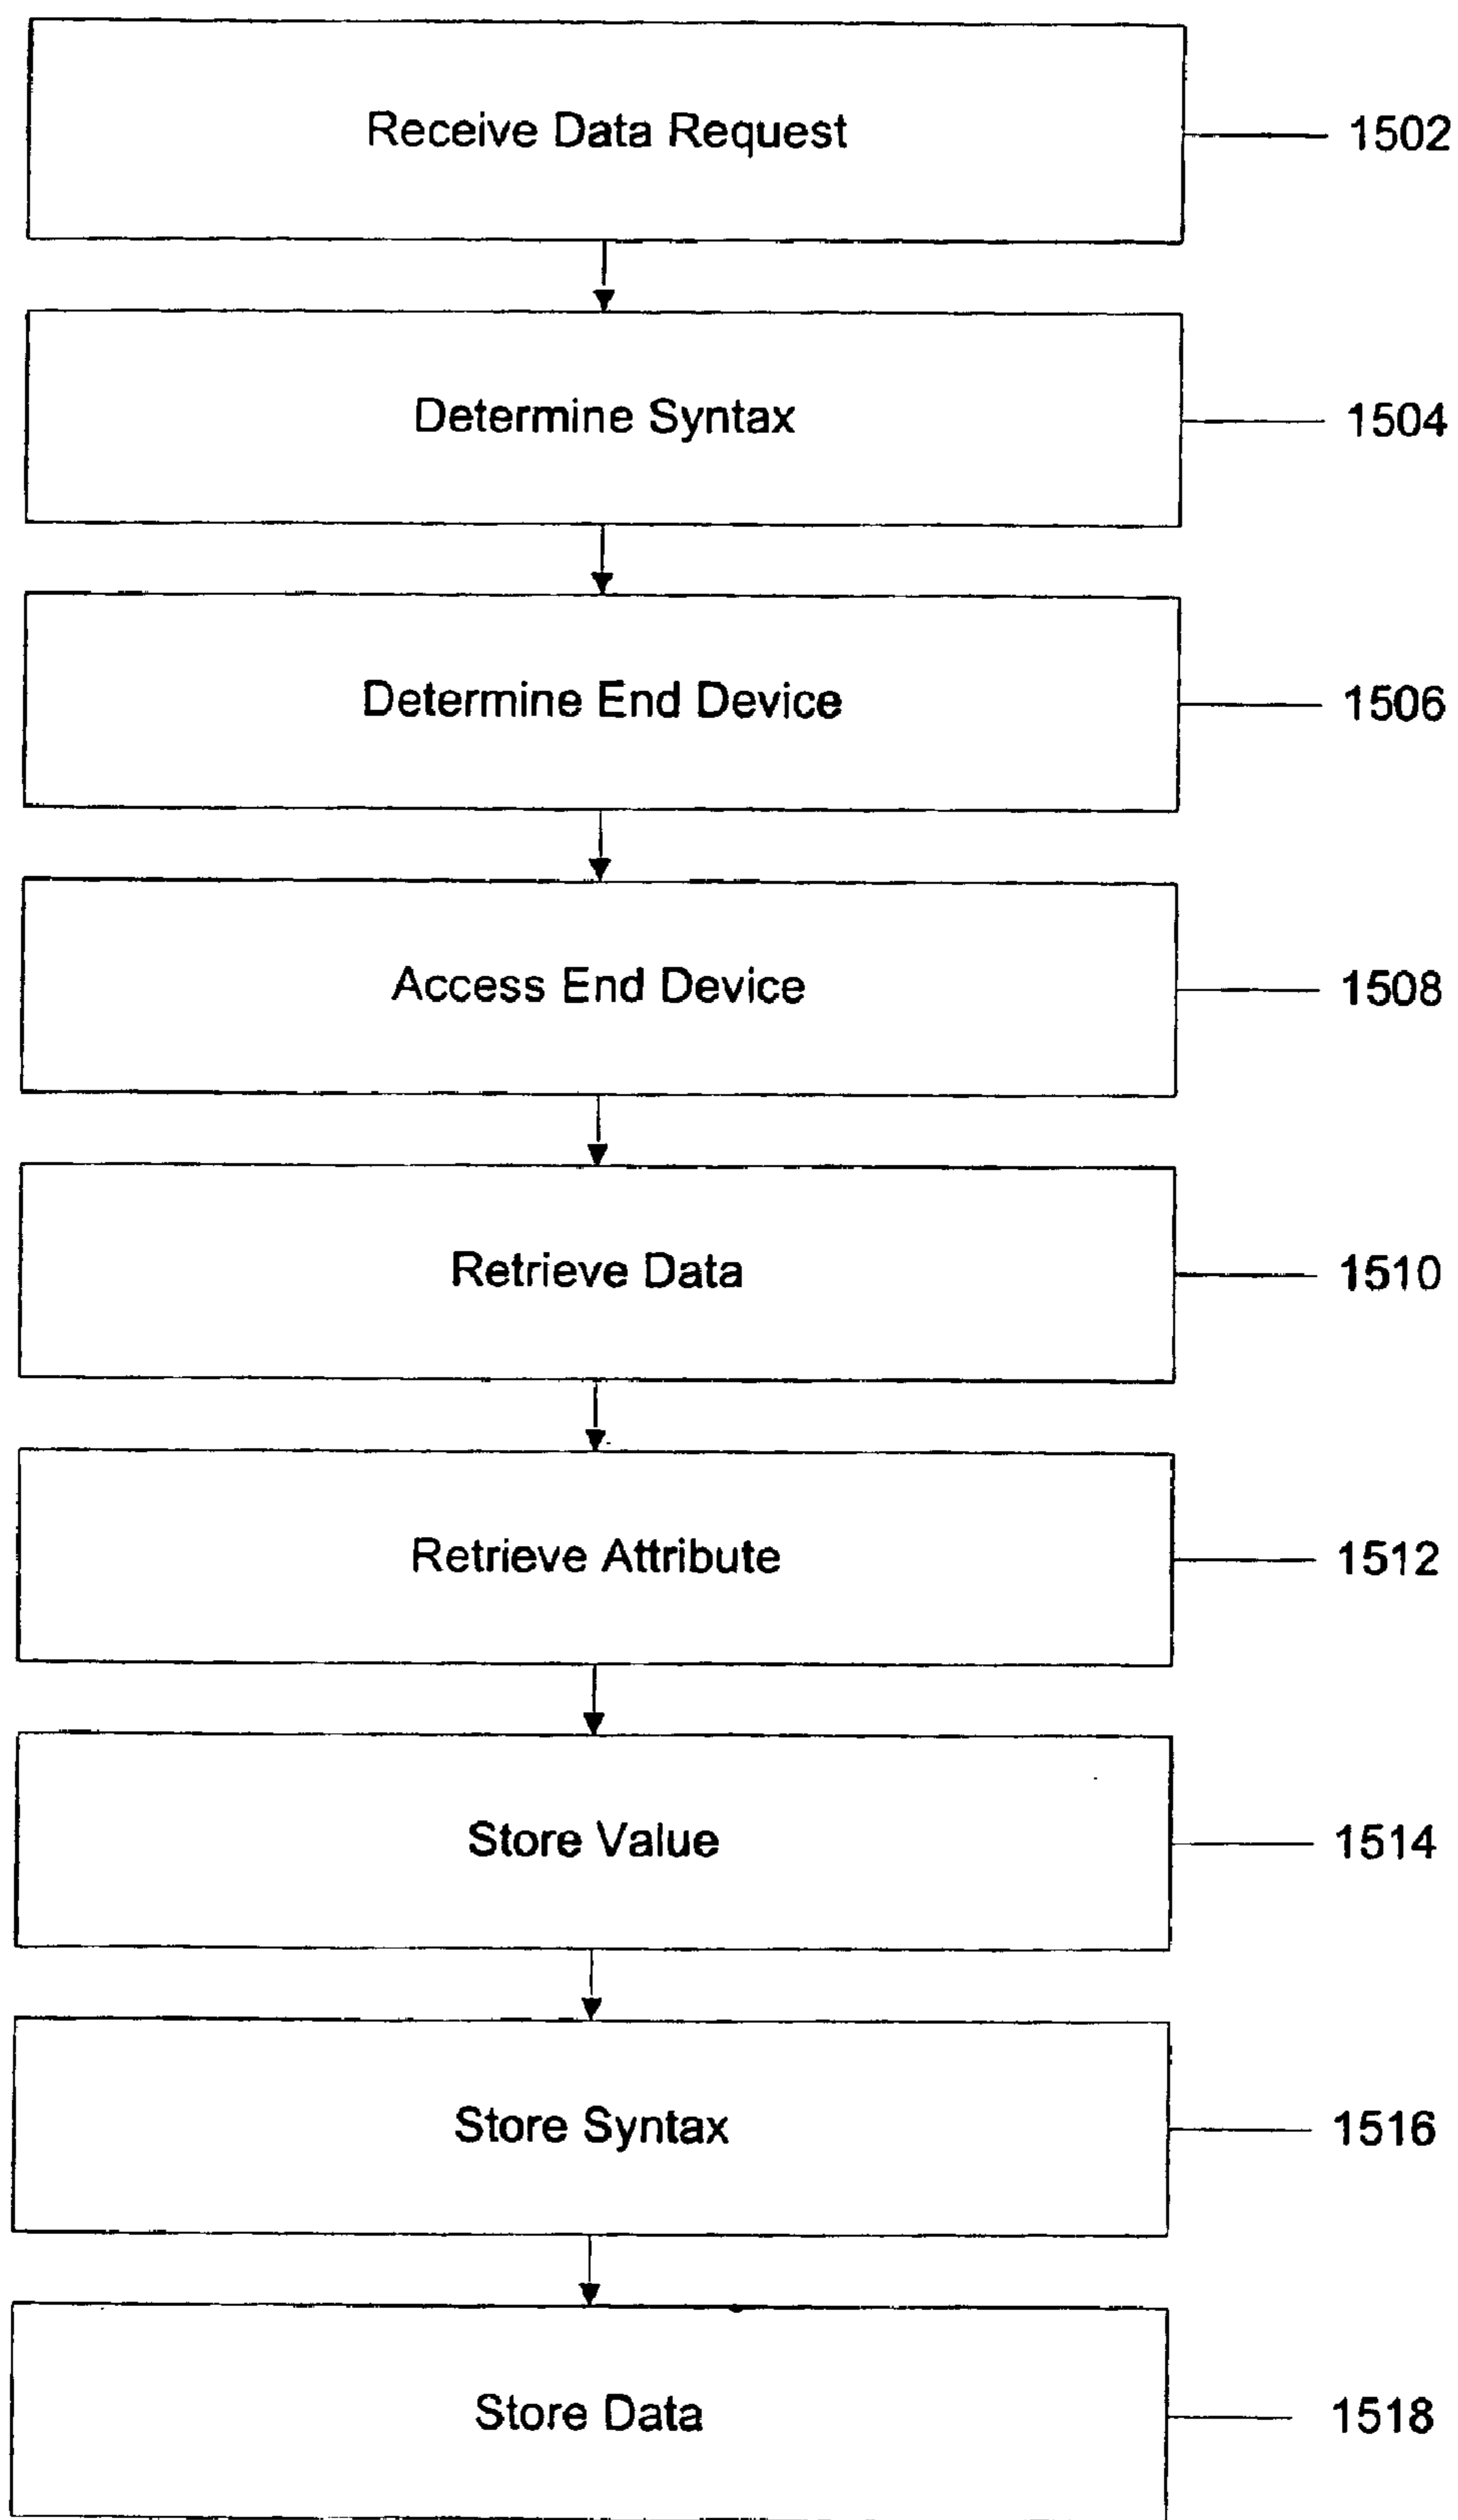 Receive Data Request 1502
Determine Syntax 1504
Determine End Device 1506
Access End Device 1508
Retrieve Data 1510
Retrieve Attribute 1512
Store Value 1514
Store Syntax 1516
Store Data 1518